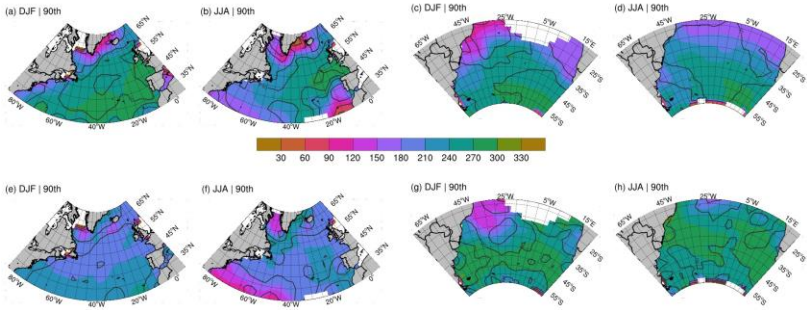 (a) DJF | 90th
65°N
55°N
45°N
35°N
80°W
60°W
40°W
20°W
0°
(b) JJA | 90th
65°N
55°N
45°N
35°N
80°W
60°W
40°W
20°W
0°
(c) DJF | 90th
65°W
45°W
25°W
5°W
15°E
25°S
35°S
45°S
55°S
(d) JJA | 90th
65°W
45°W
25°W
5°W
15°E
25°S
35°S
45°S
55°S
30 60 90 120 150 180 210 240 270 300 330
(e) DJF | 90th
65°N
55°N
45°N
35°N
80°W
60°W
40°W
20°W
0°
(f) JJA | 90th
65°N
55°N
45°N
35°N
80°W
60°W
40°W
20°W
0°
(g) DJF | 90th
65°W
45°W
25°W
5°W
15°E
25°S
35°S
45°S
55°S
(h) JJA | 90th
65°W
45°W
25°W
5°W
15°E
25°S
35°S
45°S
55°S